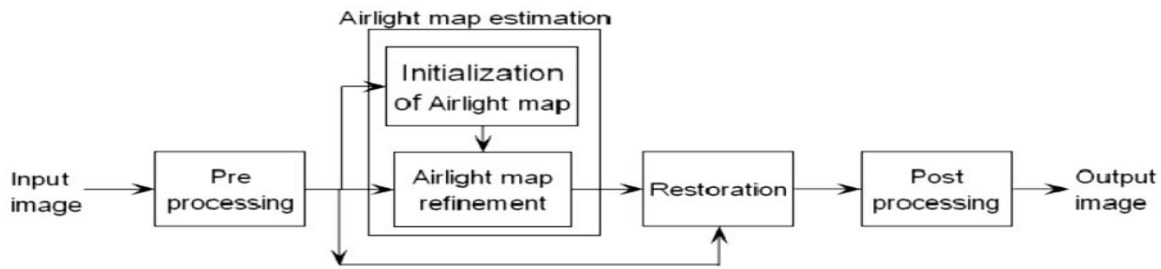 Airlight map estimation
Initialization
of Airlight map
Input
image
Pre
processing
Airlight map
refinement
Restoration
Post
processing
Output
image